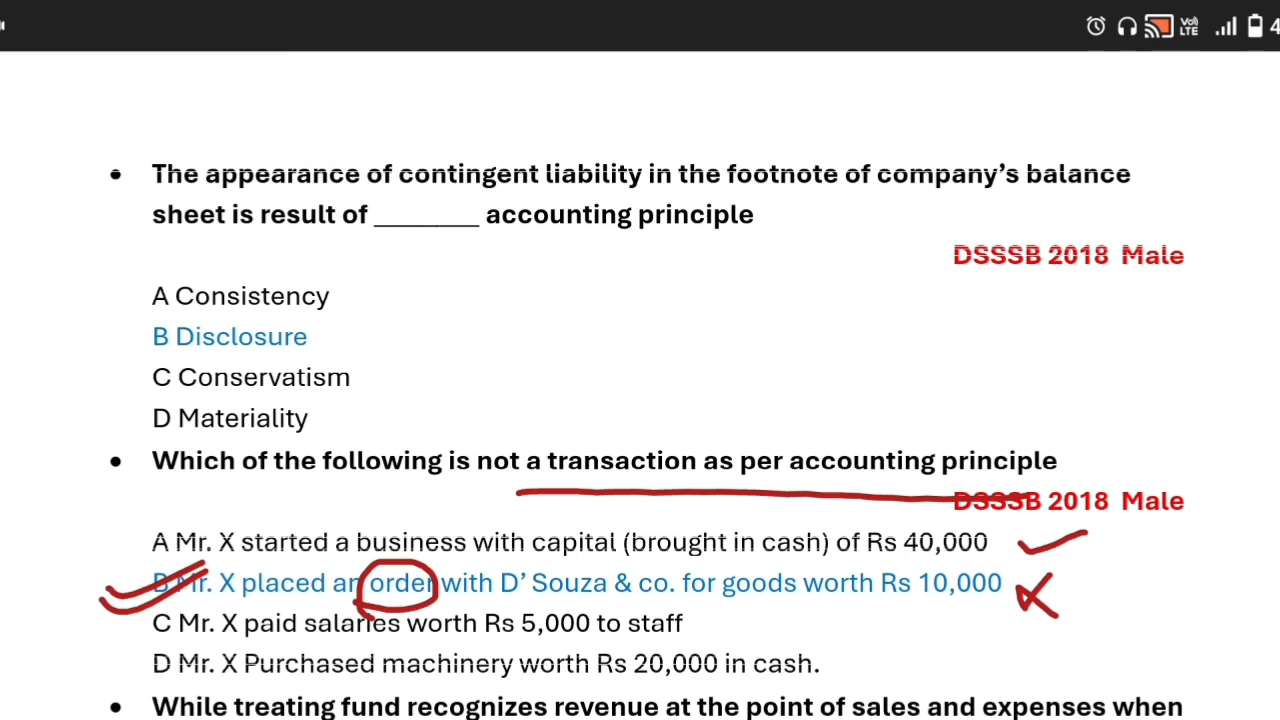 Vo)) 4
LTE
• The appearance of contingent liability in the footnote of company’s balance
sheet is result of ________ accounting principle
DSSSB 2018 Male
A Consistency
B Disclosure
C Conservatism
D Materiality
• Which of the following is not a transaction as per accounting principle
DSSSB 2018 Male
A Mr. X started a business with capital (brought in cash) of Rs 40,000
B Mr. X placed an order with D’ Souza & co. for goods worth Rs 10,000
C Mr. X paid salaries worth Rs 5,000 to staff
D Mr. X Purchased machinery worth Rs 20,000 in cash.
• While treating fund recognizes revenue at the point of sales and expenses when